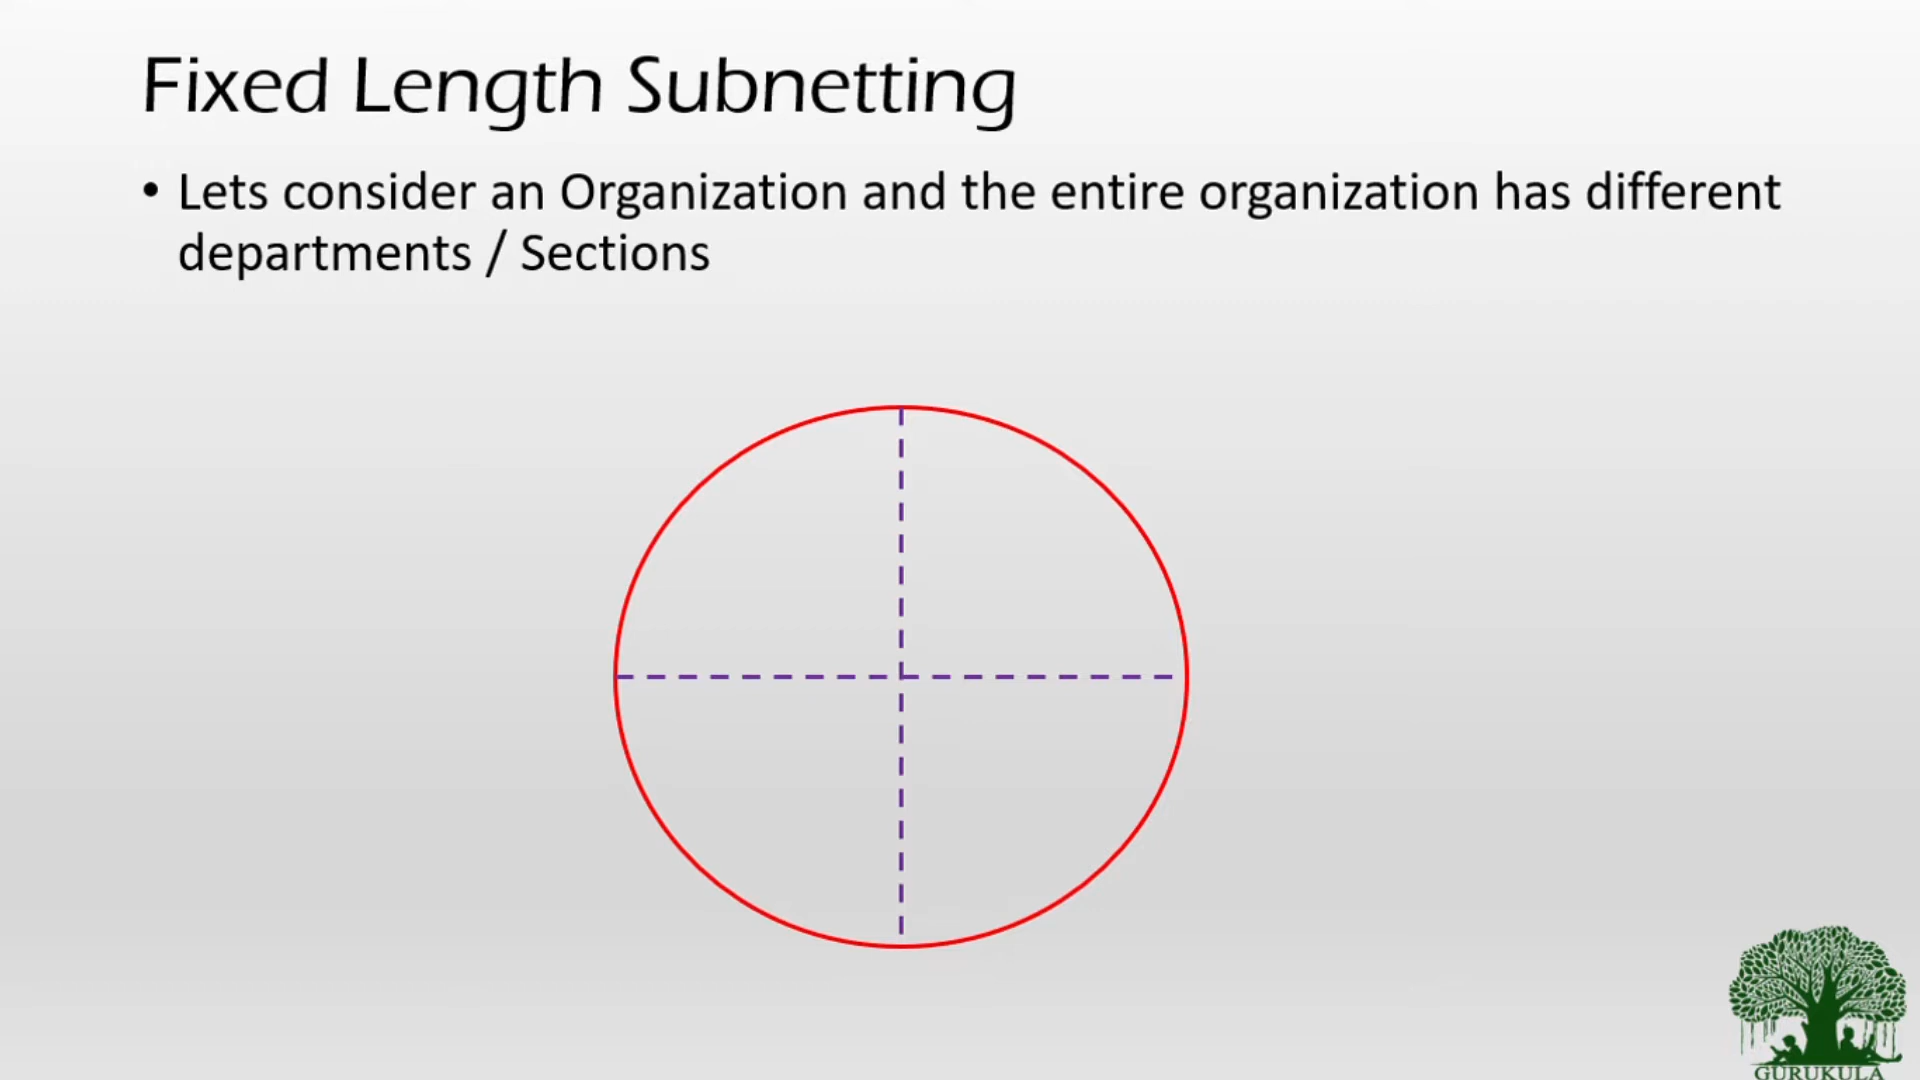 Fixed Length Subnetting
• Lets consider an Organization and the entire organization has different
departments / Sections
GURUKULA